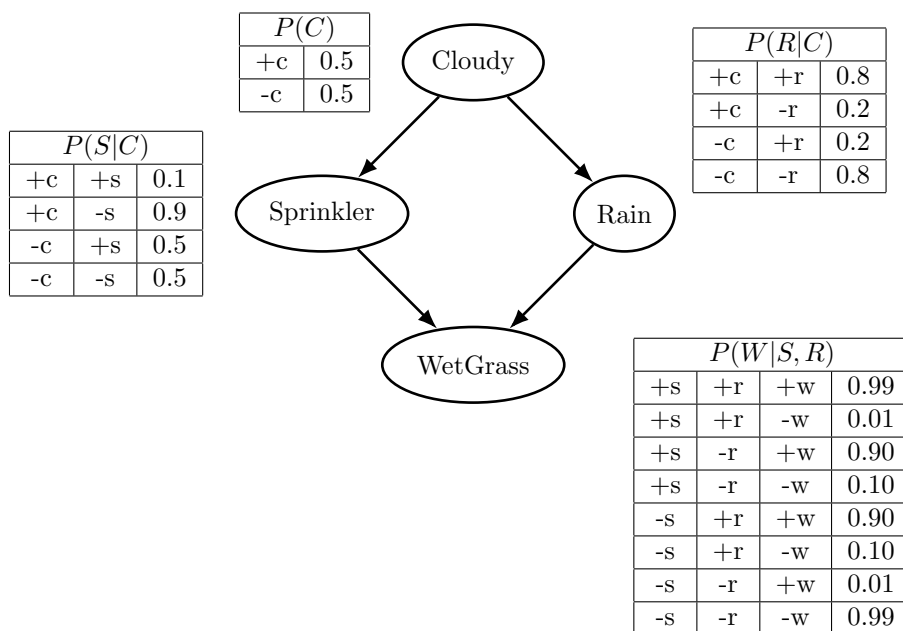 P(C)
+c 0.5
-c 0.5
Cloudy
P(R|C)
+c +r 0.8
+c -r 0.2
-c +r 0.2
-c -r 0.8
P(S|C)
+c +s 0.1
+c -s 0.9
-c +s 0.5
-c -s 0.5
Sprinkler
Rain
WetGrass
P(W|S, R)
+s +r +w 0.99
+s +r -w 0.01
+s -r +w 0.90
+s -r -w 0.10
-s +r +w 0.90
-s +r -w 0.10
-s -r +w 0.01
-s -r -w 0.99